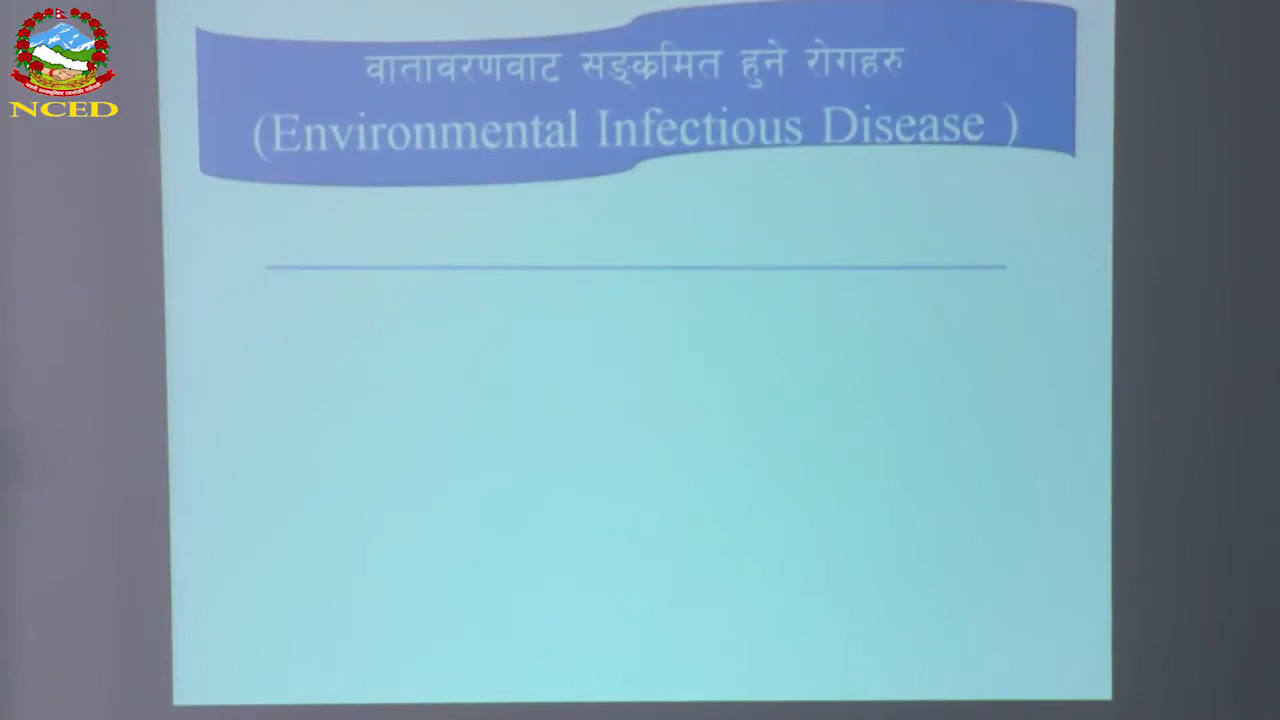 NCED
वातावरणवाट सङ्क्रमित हुने रोगहरु
(Environmental Infectious Disease )